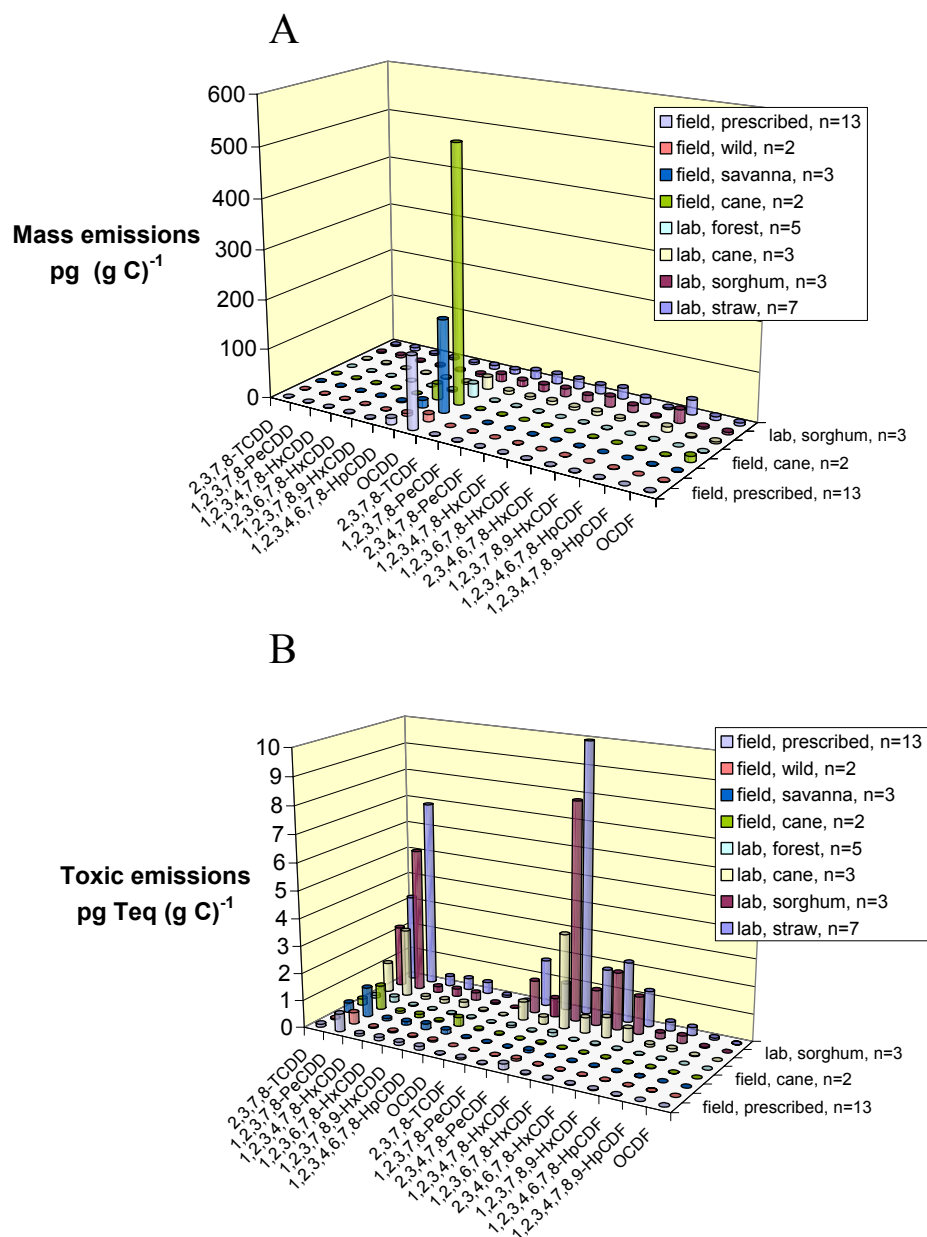 A
600
500
400
300
200
100
0
Mass emissions
pg (g C)-1
field, prescribed, n=13
field, wild, n=2
field, savanna, n=3
field, cane, n=2
lab, forest, n=5
lab, cane, n=3
lab, sorghum, n=3
lab, straw, n=7
lab, sorghum, n=3
field, cane, n=2
field, prescribed, n=13
2,3,7,8-TCDD
1,2,3,7,8-PeCDD
1,2,3,4,7,8-HxCDD
1,2,3,6,7,8-HxCDD
1,2,3,7,8,9-HxCDD
1,2,3,4,6,7,8-HpCDD
OCDD
2,3,7,8-TCDF
1,2,3,7,8-PeCDF
2,3,4,7,8-PeCDF
1,2,3,4,7,8-HxCDF
1,2,3,6,7,8-HxCDF
2,3,4,6,7,8-HxCDF
1,2,3,7,8,9-HxCDF
1,2,3,4,6,7,8-HpCDF
1,2,3,4,7,8,9-HpCDF
OCDF
B
10
9
8
7
6
5
4
3
2
1
0
Toxic emissions
pg Teq (g C)-1
field, prescribed, n=13
field, wild, n=2
field, savanna, n=3
field, cane, n=2
lab, forest, n=5
lab, cane, n=3
lab, sorghum, n=3
lab, straw, n=7
lab, sorghum, n=3
field, cane, n=2
field, prescribed, n=13
2,3,7,8-TCDD
1,2,3,7,8-PeCDD
1,2,3,4,7,8-HxCDD
1,2,3,6,7,8-HxCDD
1,2,3,7,8,9-HxCDD
1,2,3,4,6,7,8-HpCDD
OCDD
2,3,7,8-TCDF
1,2,3,7,8-PeCDF
2,3,4,7,8-PeCDF
1,2,3,4,7,8-HxCDF
1,2,3,6,7,8-HxCDF
2,3,4,6,7,8-HxCDF
1,2,3,7,8,9-HxCDF
1,2,3,4,6,7,8-HpCDF
1,2,3,4,7,8,9-HpCDF
OCDF